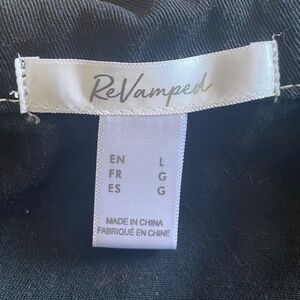 ReVamped
EN L
FR G
ES G
MADE IN CHINA
FABRIQUÉ EN CHINE